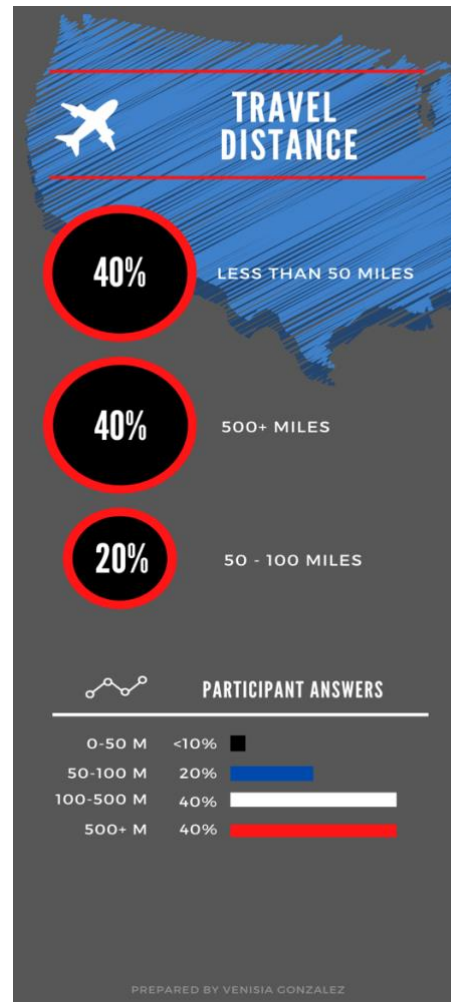 TRAVEL
DISTANCE
40% LESS THAN 50 MILES
40% 500+ MILES
20% 50 - 100 MILES
PARTICIPANT ANSWERS
0-50 M <10%
50-100 M 20%
100-500 M 40%
500+ M 40%
PREPARED BY VENISIA GONZALEZ